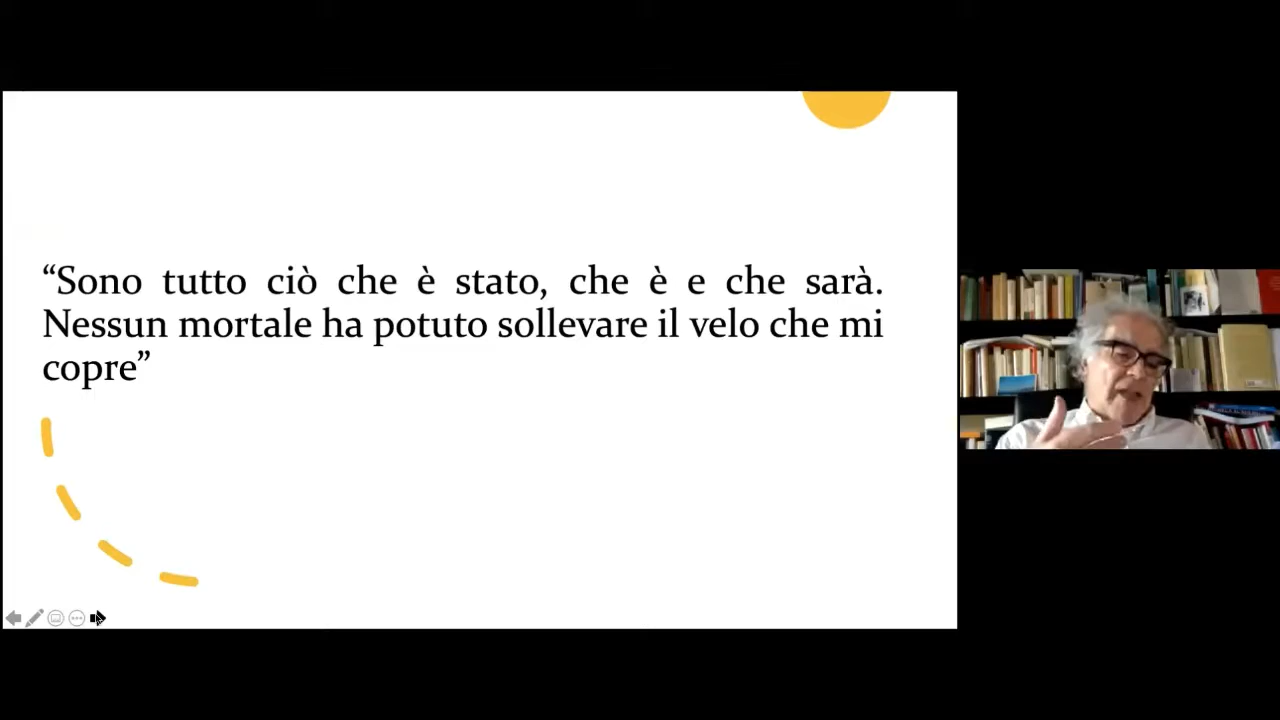 “Sono tutto ciò che è stato, che è e che sarà.
Nessun mortale ha potuto sollevare il velo che mi
copre”